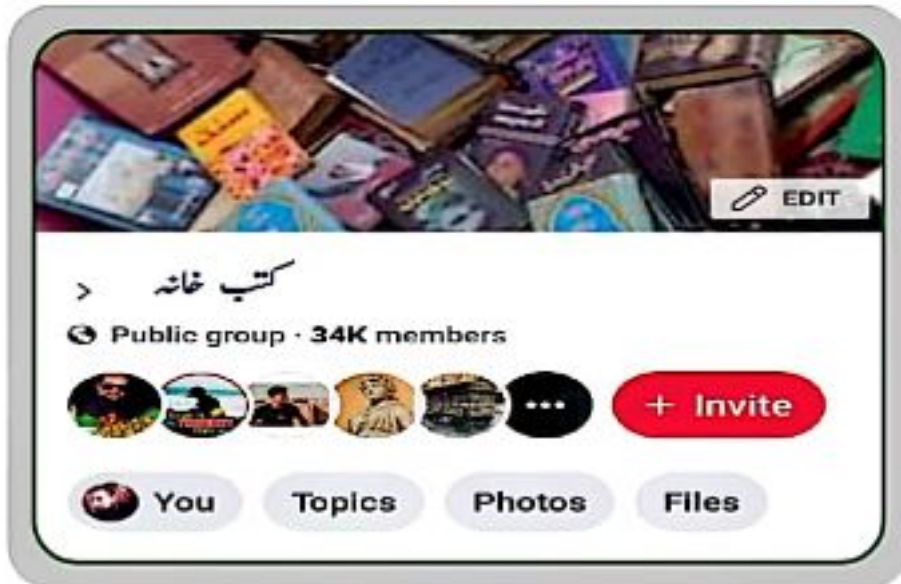 EDIT
کتب خانہ
Public group · 34K members
+ Invite
You
Topics
Photos
Files